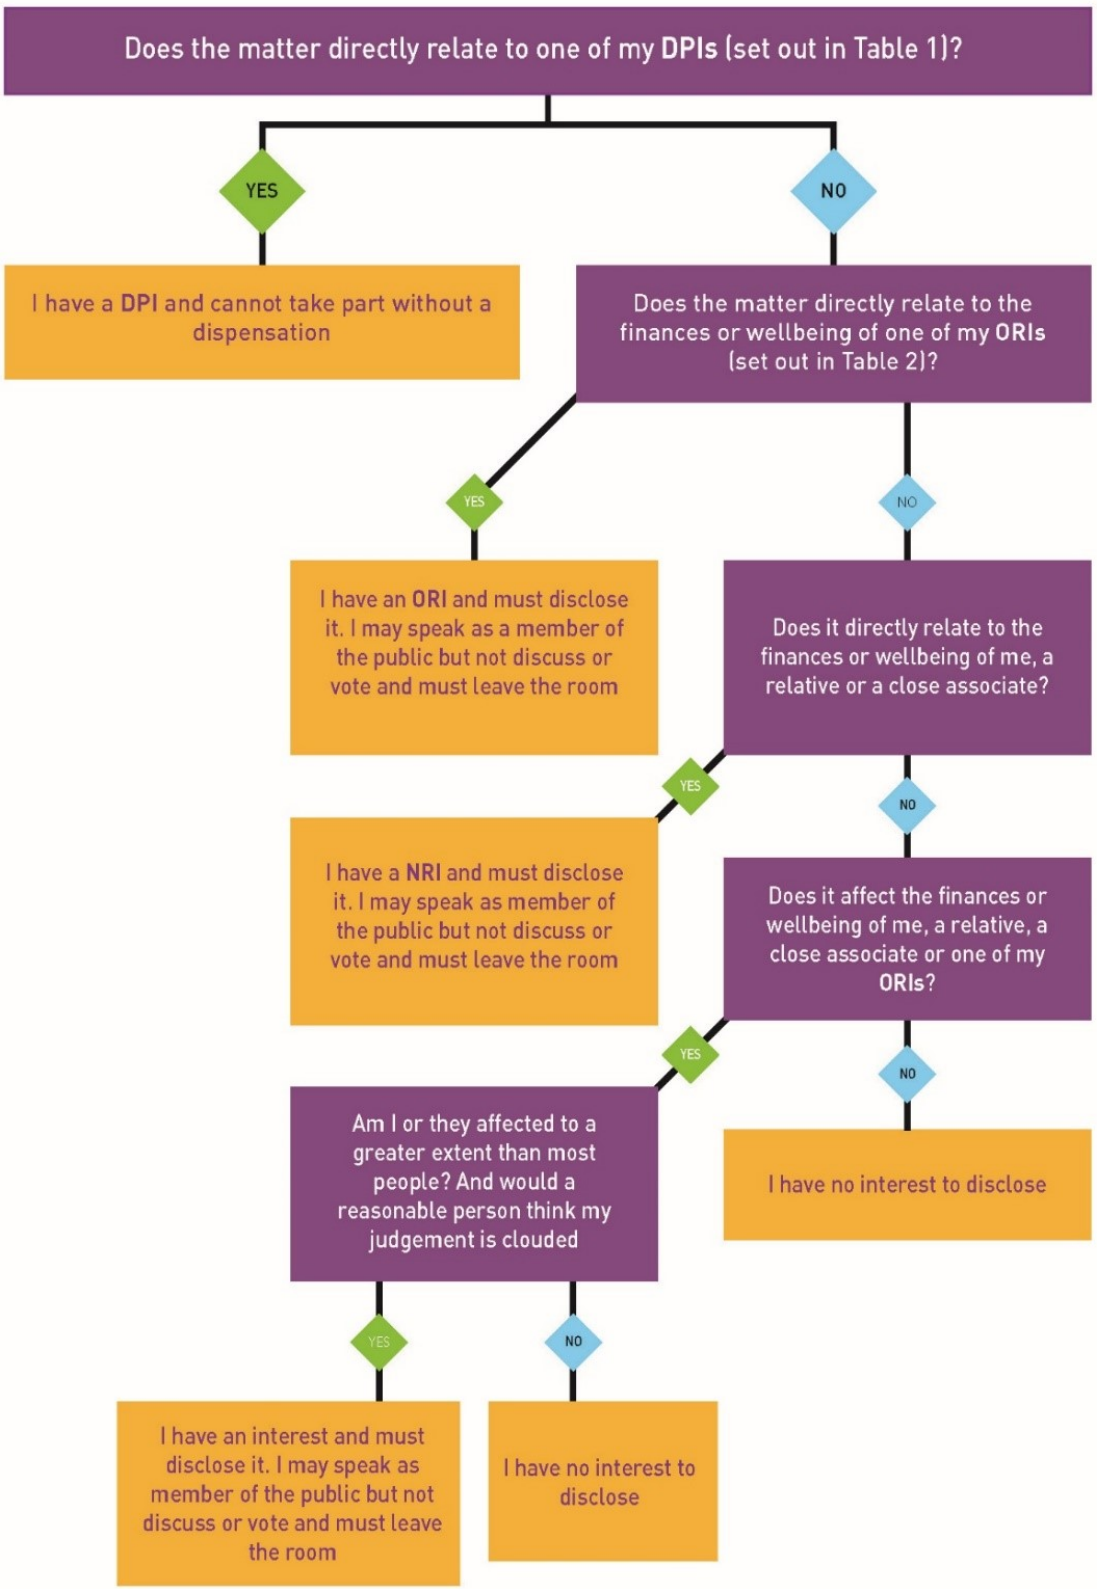 Does the matter directly relate to one of my DPIs (set out in Table 1)?
YES
NO
I have a DPI and cannot take part without a
dispensation
Does the matter directly relate to the
finances or wellbeing of one of my ORIs
(set out in Table 2)?
YES
NO
I have an ORI and must disclose
it. I may speak as a member of
the public but not discuss or
vote and must leave the room
Does it directly relate to the
finances or wellbeing of me, a
relative or a close associate?
YES
NO
I have a NRI and must disclose
it. I may speak as member of
the public but not discuss or
vote and must leave the room
Does it affect the finances or
wellbeing of me, a relative, a
close associate or one of my
ORIs?
YES
NO
Am I or they affected to a
greater extent than most
people? And would a
reasonable person think my
judgement is clouded
I have no interest to disclose
YES
NO
I have an interest and must
disclose it. I may speak as
member of the public but not
discuss or vote and must leave
the room
I have no interest to
disclose